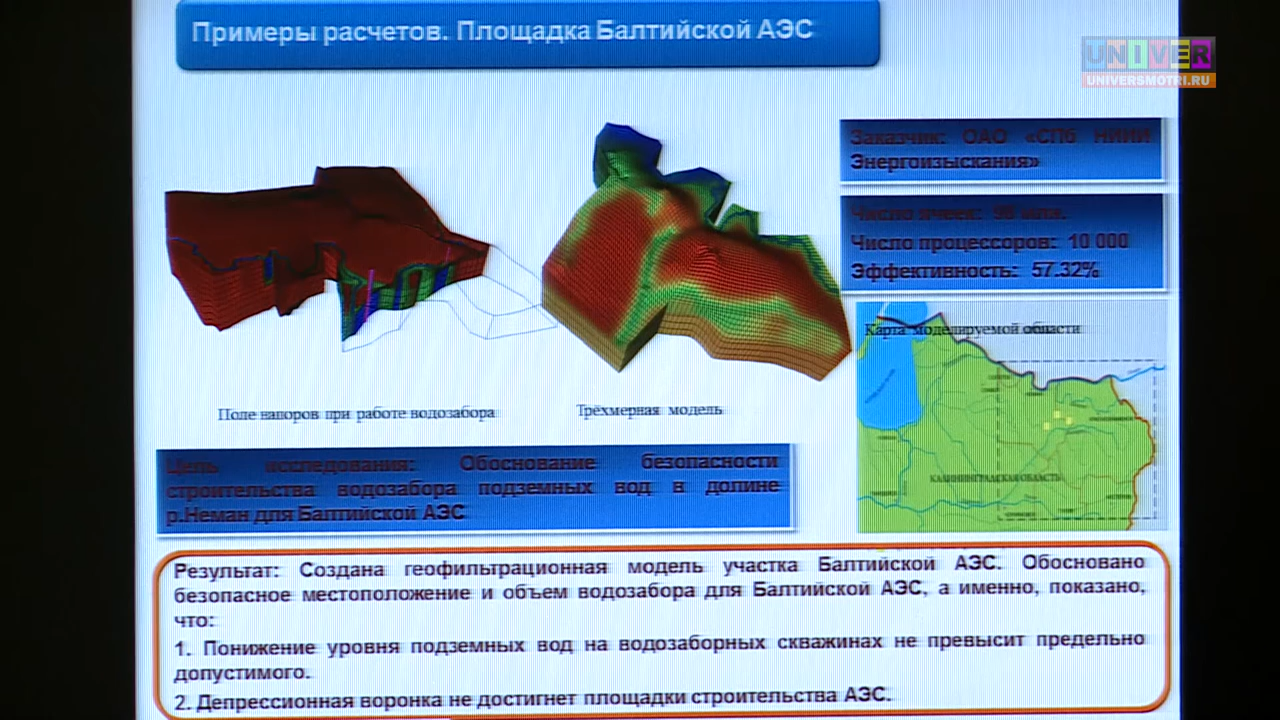 Примеры расчетов. Площадка Балтийской АЭС
UNIVER
UNIVERSMOTRI.RU
Заказчик: ОАО «СПб НИИИ
Энергоизыскания»
Число ячеек: 98 млн.
Число процессоров: 10 000
Эффективность: 57.32%
Карта моделируемой области
КАЛИНИНГРАДСКАЯ ОБЛАСТЬ
Поле напоров при работе водозабора
Трёхмерная модель
Цель исследования: Обоснование безопасности
строительства водозабора подземных вод в долине
р.Неман для Балтийской АЭС
Результат: Создана геофильтрационная модель участка Балтийской АЭС. Обосновано
безопасное местоположение и объем водозабора для Балтийской АЭС, а именно, показано,
что:
1. Понижение уровня подземных вод на водозаборных скважинах не превысит предельно
допустимого.
2. Депрессионная воронка не достигнет площадки строительства АЭС.